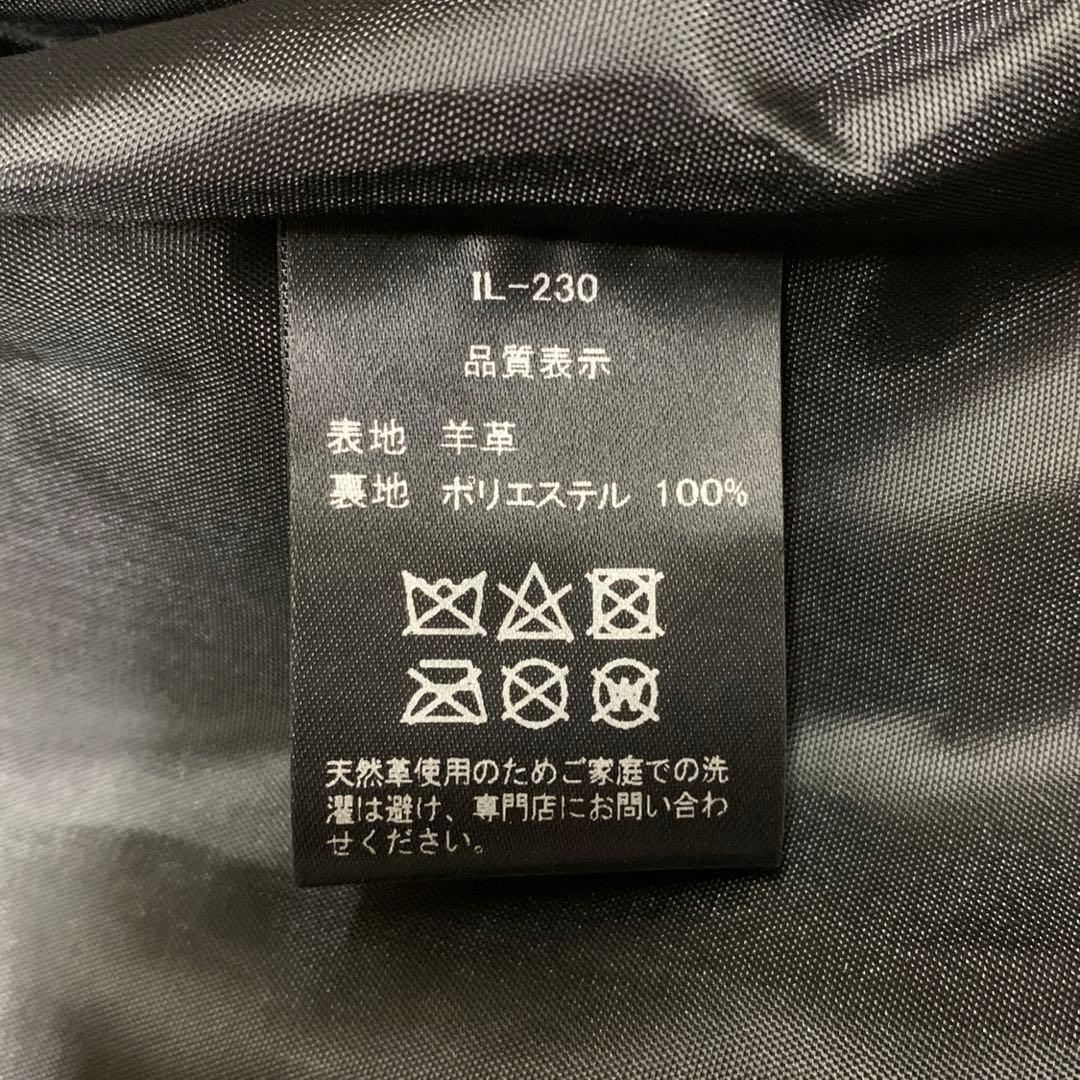 IL-230
品質表示
表地 羊革
裏地 ポリエステル 100%
W
天然革使用のためご家庭での洗
濯は避け、専門店にお問い合わ
せください。